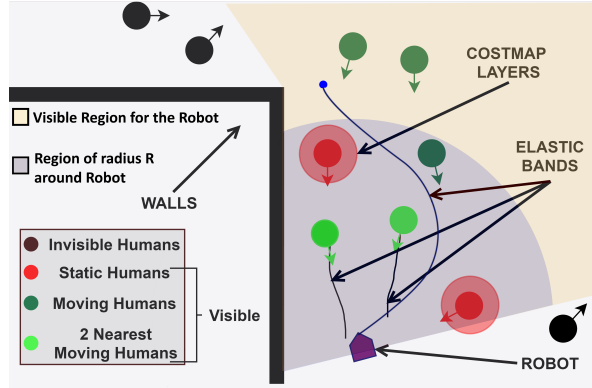 COSTMAP
LAYERS
Visible Region for the Robot
ELASTIC
BANDS
Region of radius R
around Robot
WALLS
Invisible Humans
Static Humans
Moving Humans
Visible
2 Nearest
Moving Humans
ROBOT